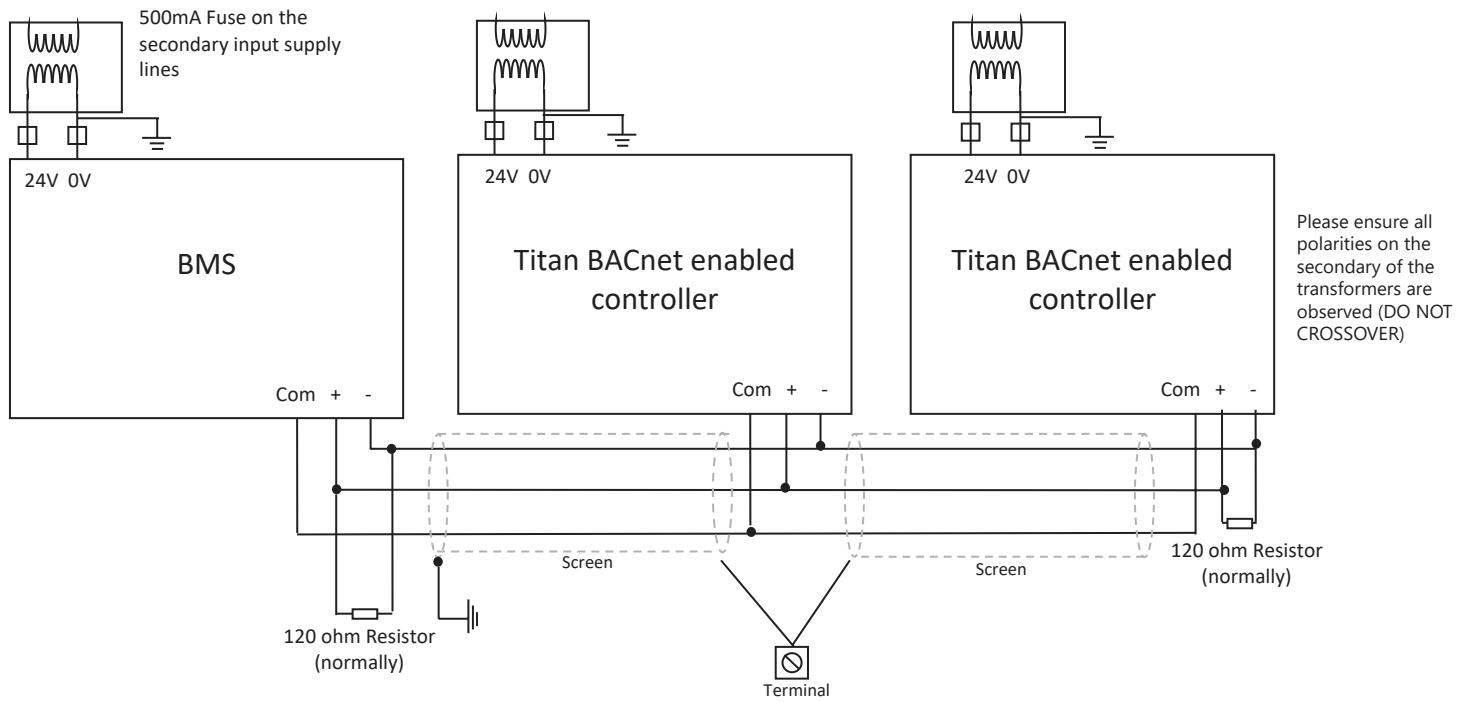 500mA Fuse on the
secondary input supply
lines
24V 0V
24V 0V
24V 0V
BMS
Titan BACnet enabled
controller
Titan BACnet enabled
controller
Please ensure all
polarities on the
secondary of the
transformers are
observed (DO NOT
CROSSOVER)
Com + -
Com + -
Com + -
Screen
Screen
120 ohm Resistor
(normally)
120 ohm Resistor
(normally)
Terminal